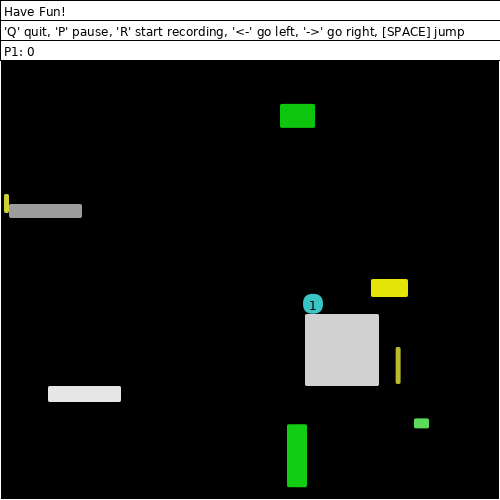 Have Fun!
'Q' quit, 'P' pause, 'R' start recording, '<-' go left, '->' go right, [SPACE] jump
P1: 0
1